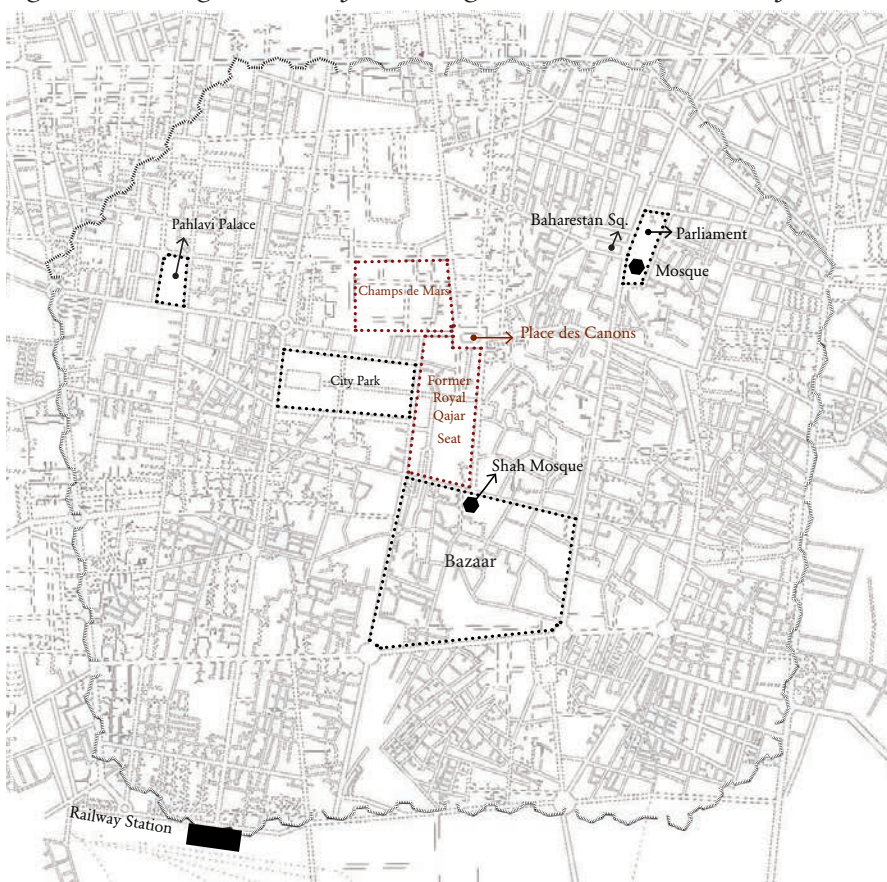 Baharestan Sq.
Pahlavi Palace
Parliament
Mosque
Champs de Mars
Place des Canons
City Park
Former
Royal
Qajar
Seat
Shah Mosque
Bazaar
Railway Station